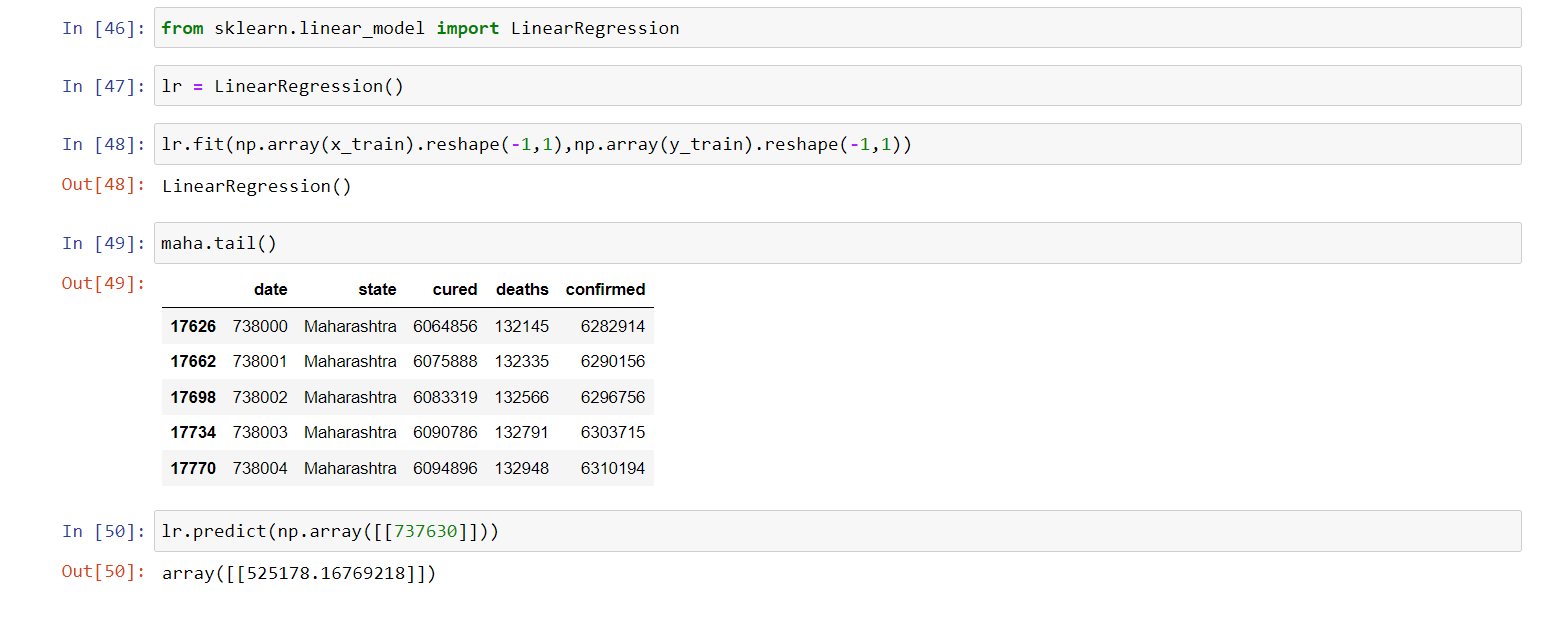 In [46]: from sklearn.linear_model import LinearRegression
In [47]: lr = LinearRegression()
In [48]: lr.fit(np.array(x_train).reshape(-1,1),np.array(y_train).reshape(-1,1))
Out[48]: LinearRegression()
In [49]: maha.tail()
Out[49]:
date state cured deaths confirmed
17626 738000 Maharashtra 6064856 132145 6282914
17662 738001 Maharashtra 6075888 132335 6290156
17698 738002 Maharashtra 6083319 132566 6296756
17734 738003 Maharashtra 6090786 132791 6303715
17770 738004 Maharashtra 6094896 132948 6310194
In [50]: lr.predict(np.array([[737630]]))
Out[50]: array([[525178.16769218]])